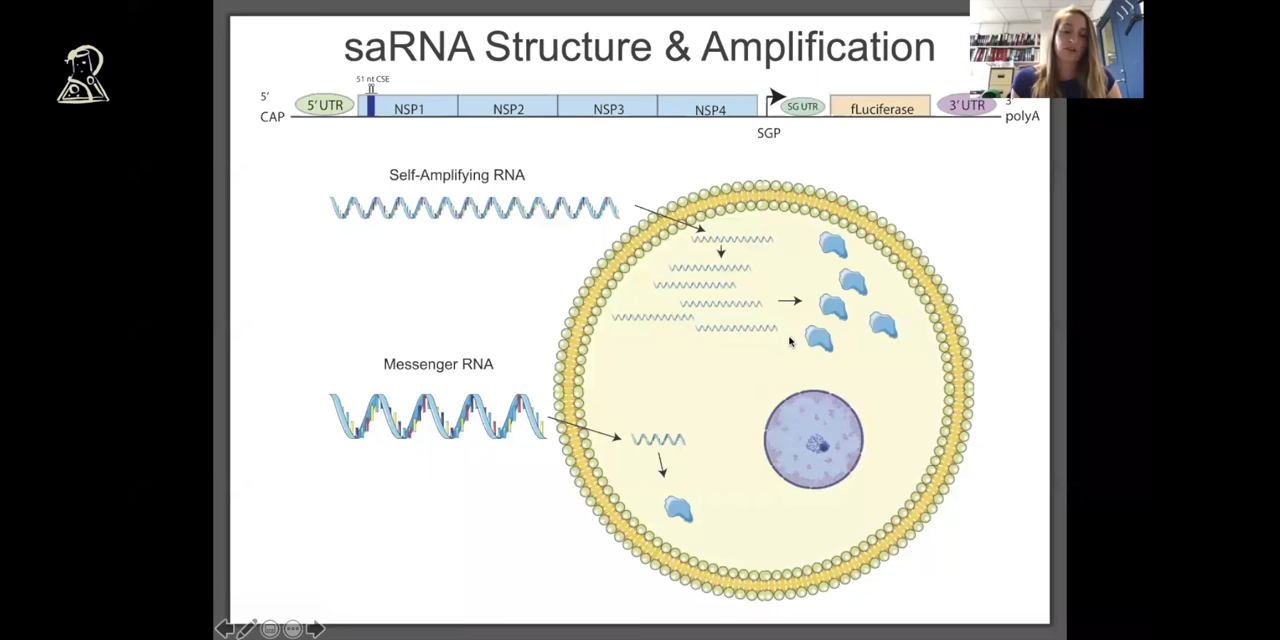 saRNA Structure & Amplification
51 nt CSE
5' CAP
5' UTR
NSP1
NSP2
NSP3
NSP4
SGP
SG UTR
fLuciferase
3' UTR
3'
polyA
Self-Amplifying RNA
Messenger RNA